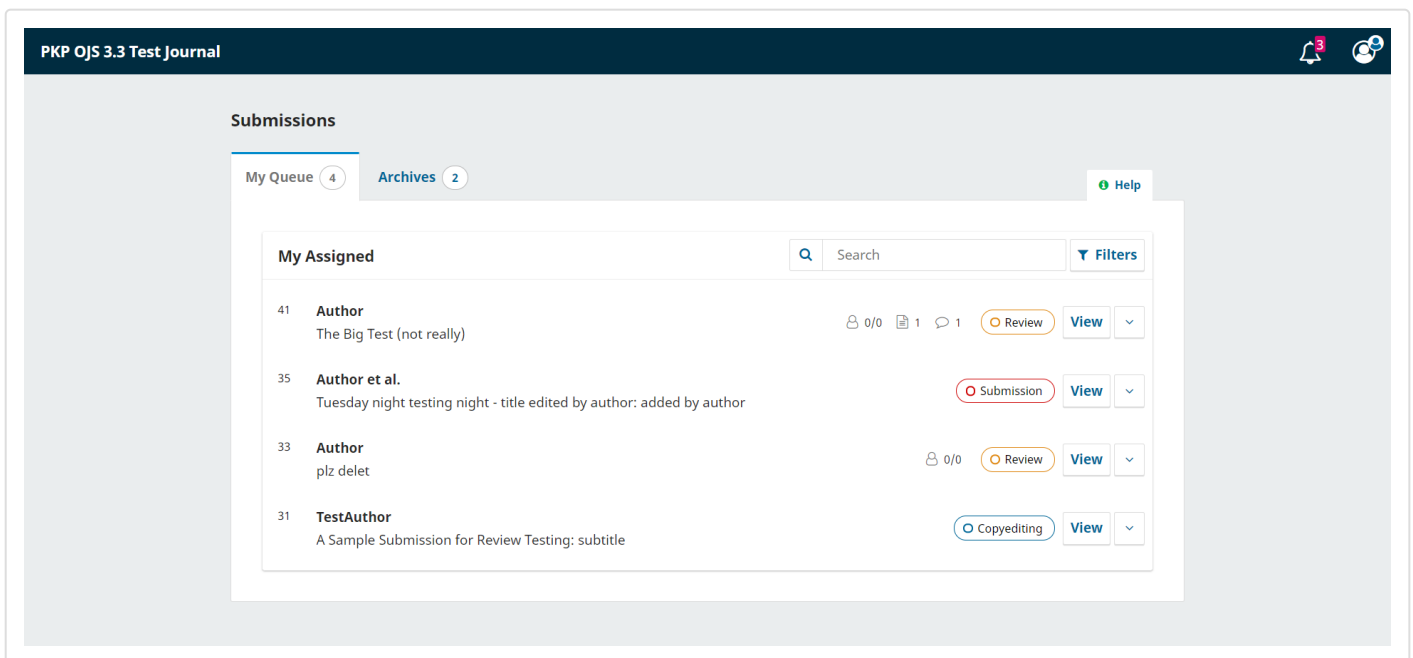 PKP OJS 3.3 Test Journal
3
Submissions
My Queue 4
Archives 2
Help
My Assigned
Search
Filters
41 Author
The Big Test (not really)
0/0 1 1 Review View
35 Author et al.
Tuesday night testing night - title edited by author: added by author
Submission View
33 Author
plz delet
0/0 Review View
31 TestAuthor
A Sample Submission for Review Testing: subtitle
Copyediting View